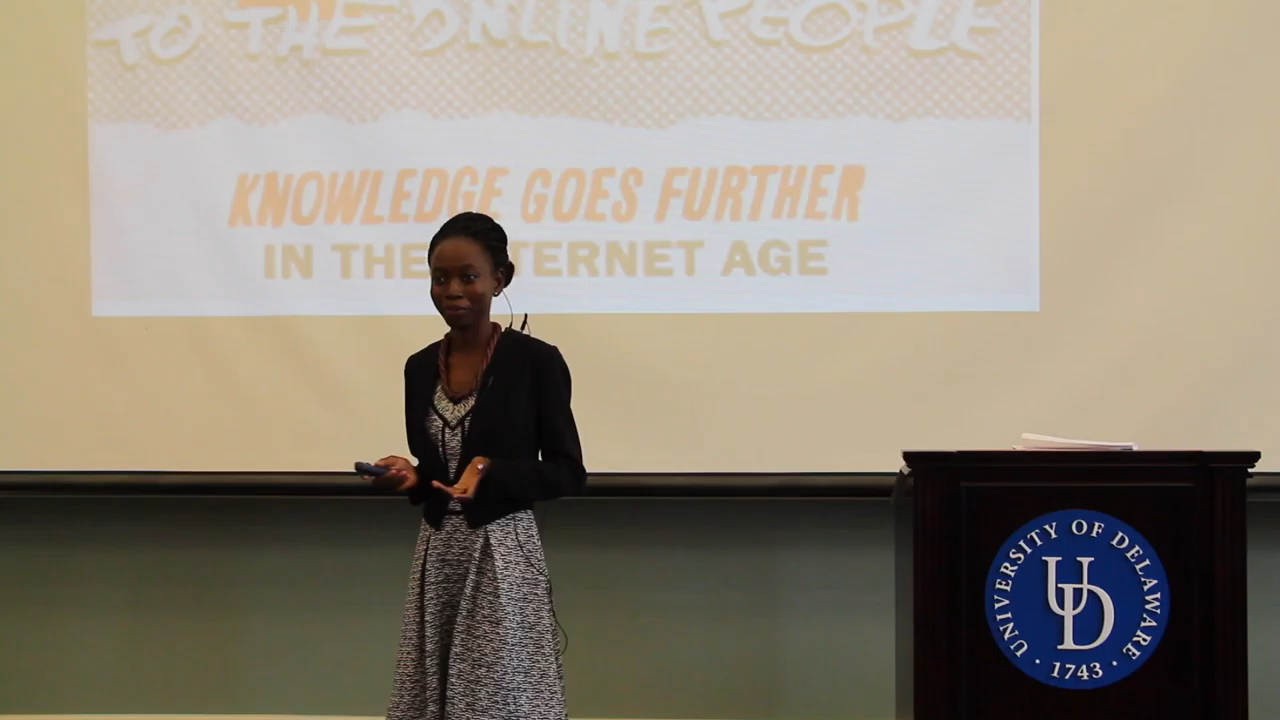 TO THE ONLINE PEOPLE
KNOWLEDGE GOES FURTHER
IN THE TERNET AGE
UNIVERSITY OF DELAWARE
UD
· 1743 ·